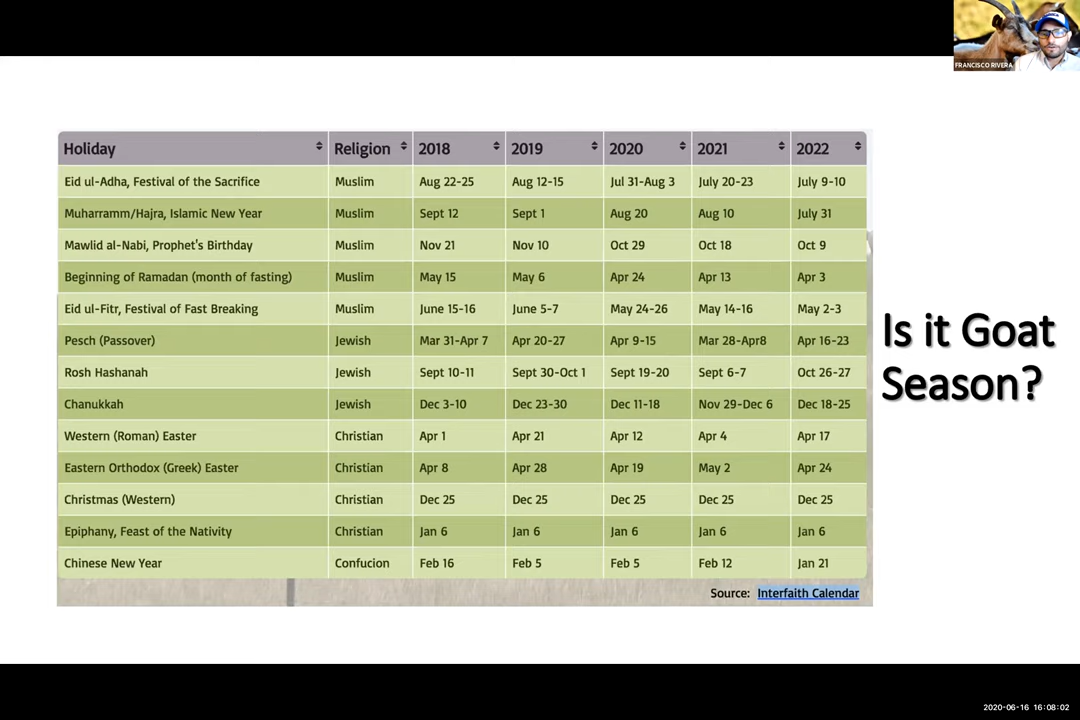 FRANCISCO RIVERA
Holiday Religion 2018 2019 2020 2021 2022
Eid ul-Adha, Festival of the Sacrifice Muslim Aug 22-25 Aug 12-15 Jul 31-Aug 3 July 20-23 July 9-10
Muharramm/Hajra, Islamic New Year Muslim Sept 12 Sept 1 Aug 20 Aug 10 July 31
Mawlid al-Nabi, Prophet's Birthday Muslim Nov 21 Nov 10 Oct 29 Oct 18 Oct 9
Beginning of Ramadan (month of fasting) Muslim May 15 May 6 Apr 24 Apr 13 Apr 3
Eid ul-Fitr, Festival of Fast Breaking Muslim June 15-16 June 5-7 May 24-26 May 14-16 May 2-3
Pesch (Passover) Jewish Mar 31-Apr 7 Apr 20-27 Apr 9-15 Mar 28-Apr8 Apr 16-23
Rosh Hashanah Jewish Sept 10-11 Sept 30-Oct 1 Sept 19-20 Sept 6-7 Oct 26-27
Chanukkah Jewish Dec 3-10 Dec 23-30 Dec 11-18 Nov 29-Dec 6 Dec 18-25
Western (Roman) Easter Christian Apr 1 Apr 21 Apr 12 Apr 4 Apr 17
Eastern Orthodox (Greek) Easter Christian Apr 8 Apr 28 Apr 19 May 2 Apr 24
Christmas (Western) Christian Dec 25 Dec 25 Dec 25 Dec 25 Dec 25
Epiphany, Feast of the Nativity Christian Jan 6 Jan 6 Jan 6 Jan 6 Jan 6
Chinese New Year Confucion Feb 16 Feb 5 Feb 5 Feb 12 Jan 21
Source: Interfaith Calendar
Is it Goat
Season?
2020-06-16 16:08:02